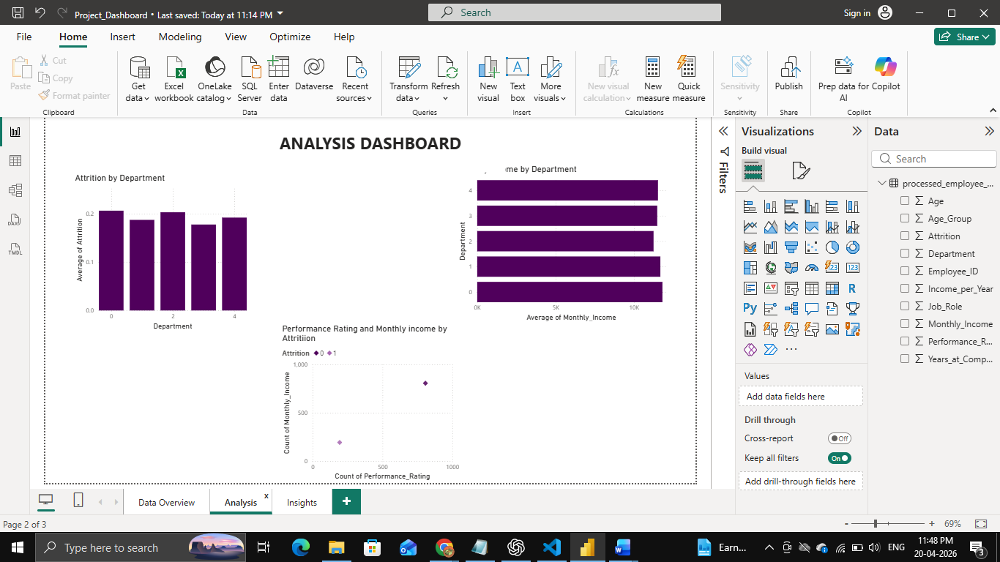 Project_Dashboard • Last saved: Today at 11:14 PM
Search
Sign in
File Home Insert Modeling View Optimize Help
Share
Paste
Cut
Copy
Format painter
Clipboard
Get data
Excel workbook
OneLake catalog
SQL Server
Enter data
Dataverse
Recent sources
Data
Transform data
Refresh
Queries
New visual
Text box
More visuals
Insert
New visual calculation
New measure
Quick measure
Calculations
Sensitivity
Sensitivity
Publish
Share
Prep data for AI
Copilot
Copilot
DAX
TMDL
ANALYSIS DASHBOARD
Attrition by Department
Average of Attrition
0.2
0.1
0.0
0 2 4
Department
me by Department
Department
4
3
2
1
0
0K 5K 10K
Average of Monthly_Income
Performance Rating and Monthly income by
Attritiion
Attrition 0 1
Count of Monthly_Income
1,000
500
0
0 500 1000
Count of Performance_Rating
Filters
Visualizations
Build visual
123
123
R
Py
...
Values
Add data fields here
Drill through
Cross-report
Off
Keep all filters
On
Add drill-through fields here
Data
Search
processed_employee_...
Age
Age_Group
Attrition
Department
Employee_ID
Income_per_Year
Job_Role
Monthly_Income
Performance_R...
Years_at_Comp...
Data Overview
Analysis
x
Insights
+
Page 2 of 3
- + 69%
Type here to search
Earn...
ENG
11:48 PM
20-04-2026
3